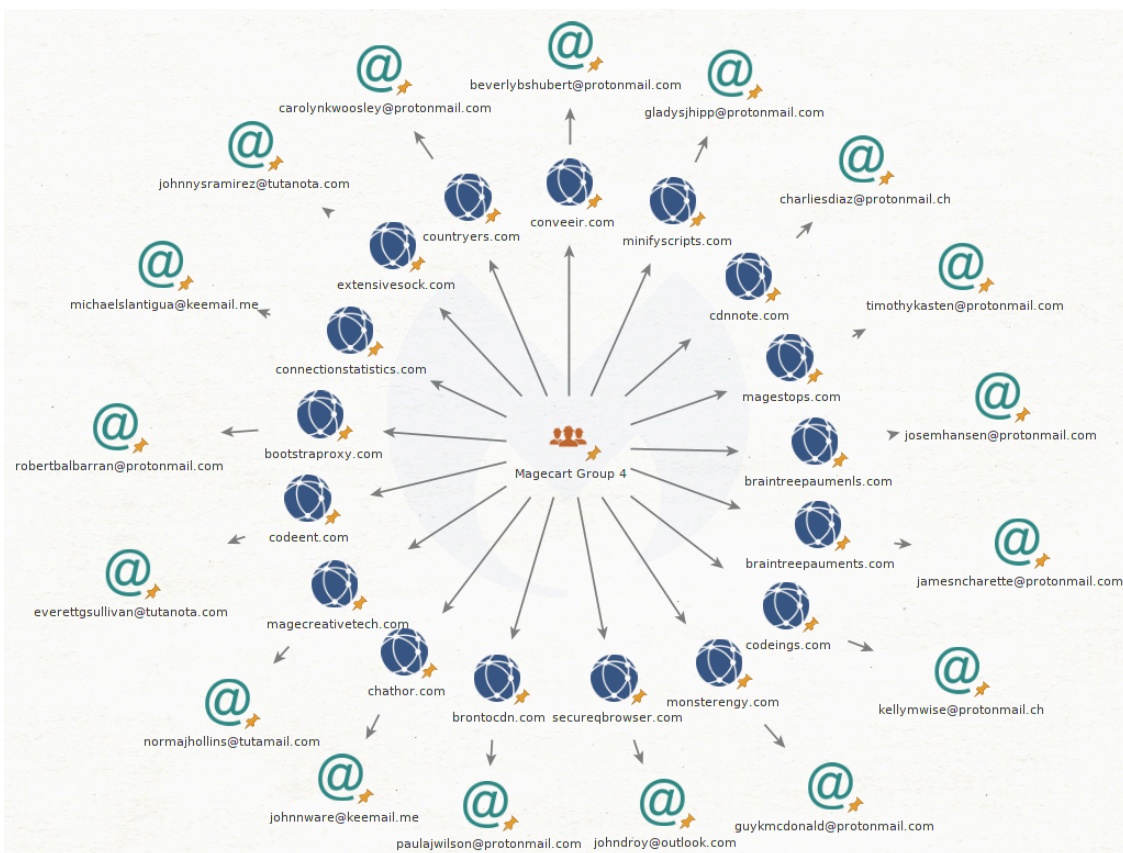 beverlybshubert@protonmail.com
carolynkwoosley@protonmail.com
gladysjhipp@protonmail.com
johnnysramirez@tutanota.com
charliesdiaz@protonmail.ch
conveeir.com
countryers.com
minifyscripts.com
extensivesock.com
michaelslantigua@keemail.me
timothykasten@protonmail.com
cdnnote.com
connectionstatistics.com
magestops.com
josemhansen@protonmail.com
bootstraproxy.com
robertbalbarran@protonmail.com
Magecart Group 4
braintreepaumenls.com
codeent.com
braintreepauments.com
jamesncharette@protonmail.com
everettgsullivan@tutanota.com
magecreativetech.com
codeings.com
chathor.com
monsterengy.com
kellymwise@protonmail.ch
brontocdn.com
secureqbrowser.com
normajhollins@tutamail.com
johnnware@keemail.me
guykmcdonald@protonmail.com
paulajwilson@protonmail.com
johndroy@outlook.com